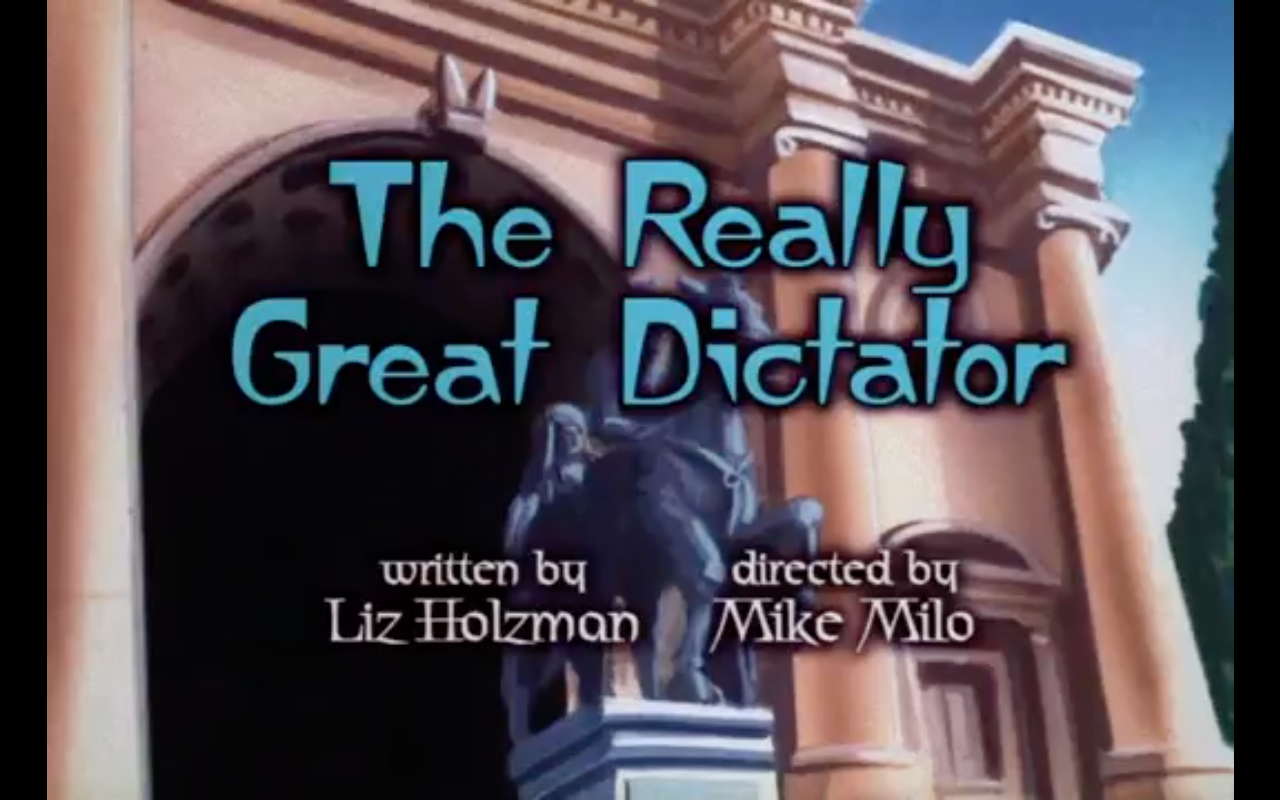 The Really
Great Dictator
written by
Liz Holzman
directed by
Mike Milo